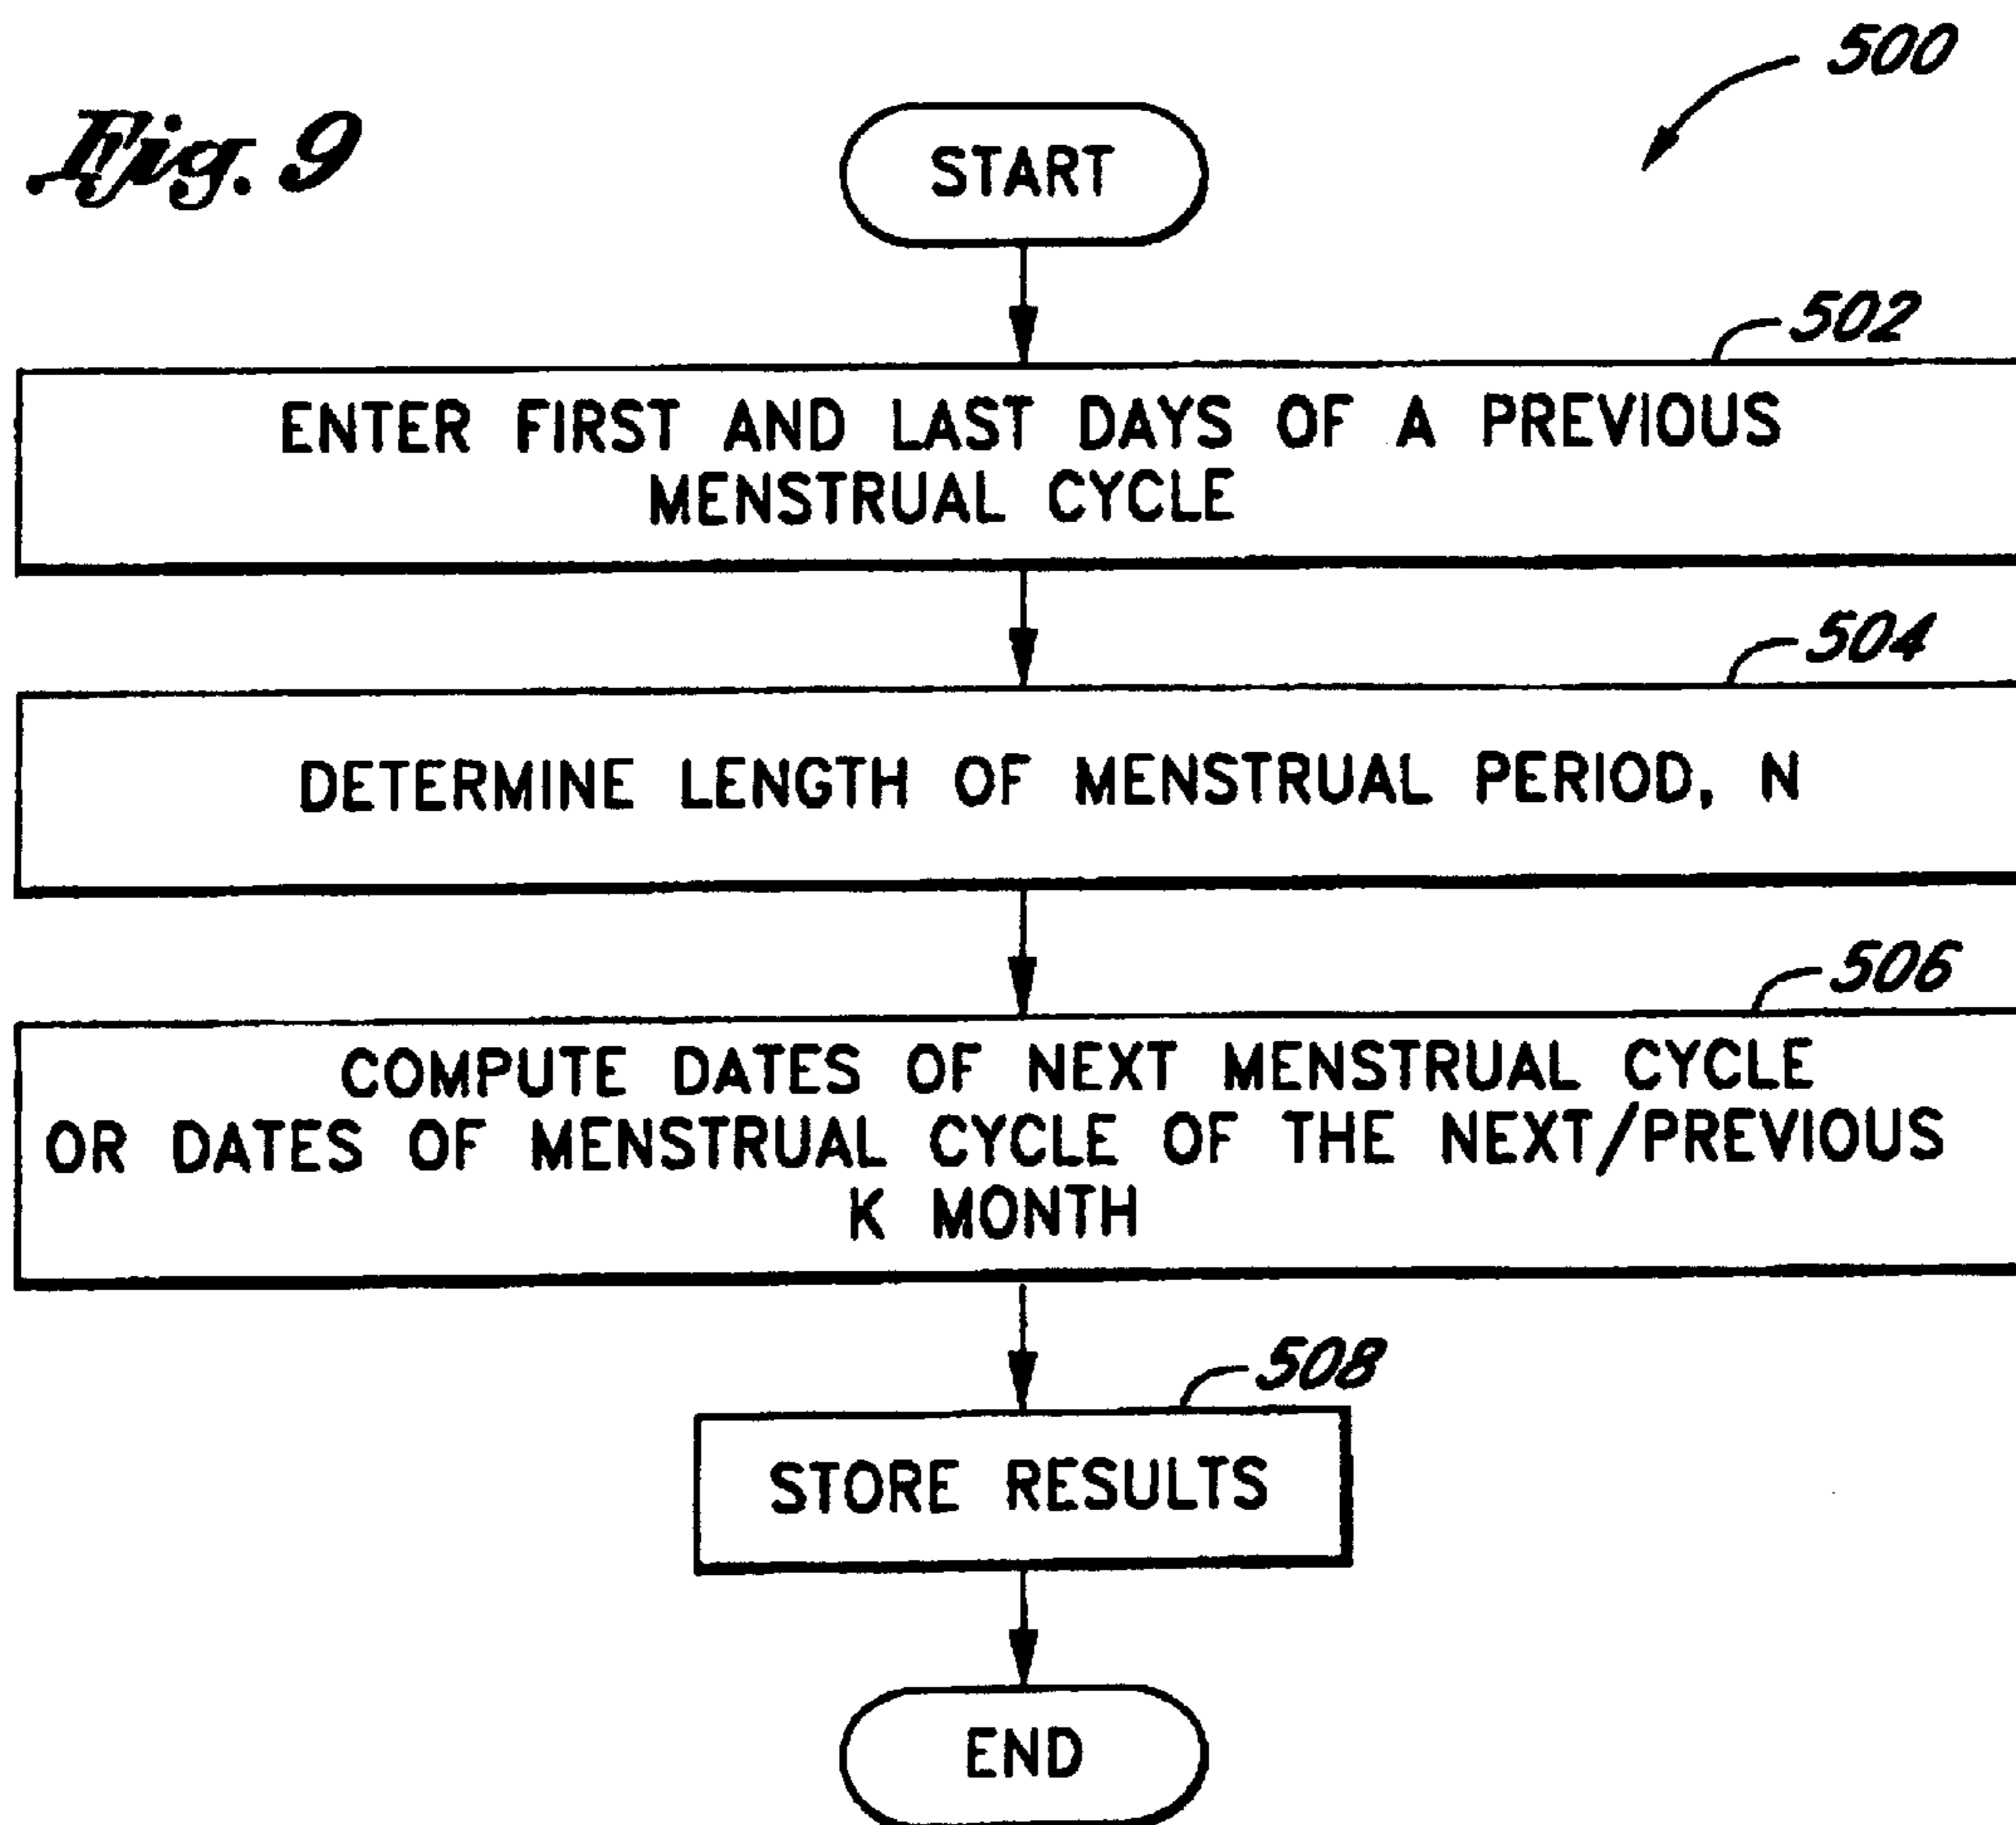 500
Fig. 9
START
502
ENTER FIRST AND LAST DAYS OF A PREVIOUS
MENSTRUAL CYCLE
504
DETERMINE LENGTH OF MENSTRUAL PERIOD, N
506
COMPUTE DATES OF NEXT MENSTRUAL CYCLE
OR DATES OF MENSTRUAL CYCLE OF THE NEXT/PREVIOUS
K MONTH
508
STORE RESULTS
END